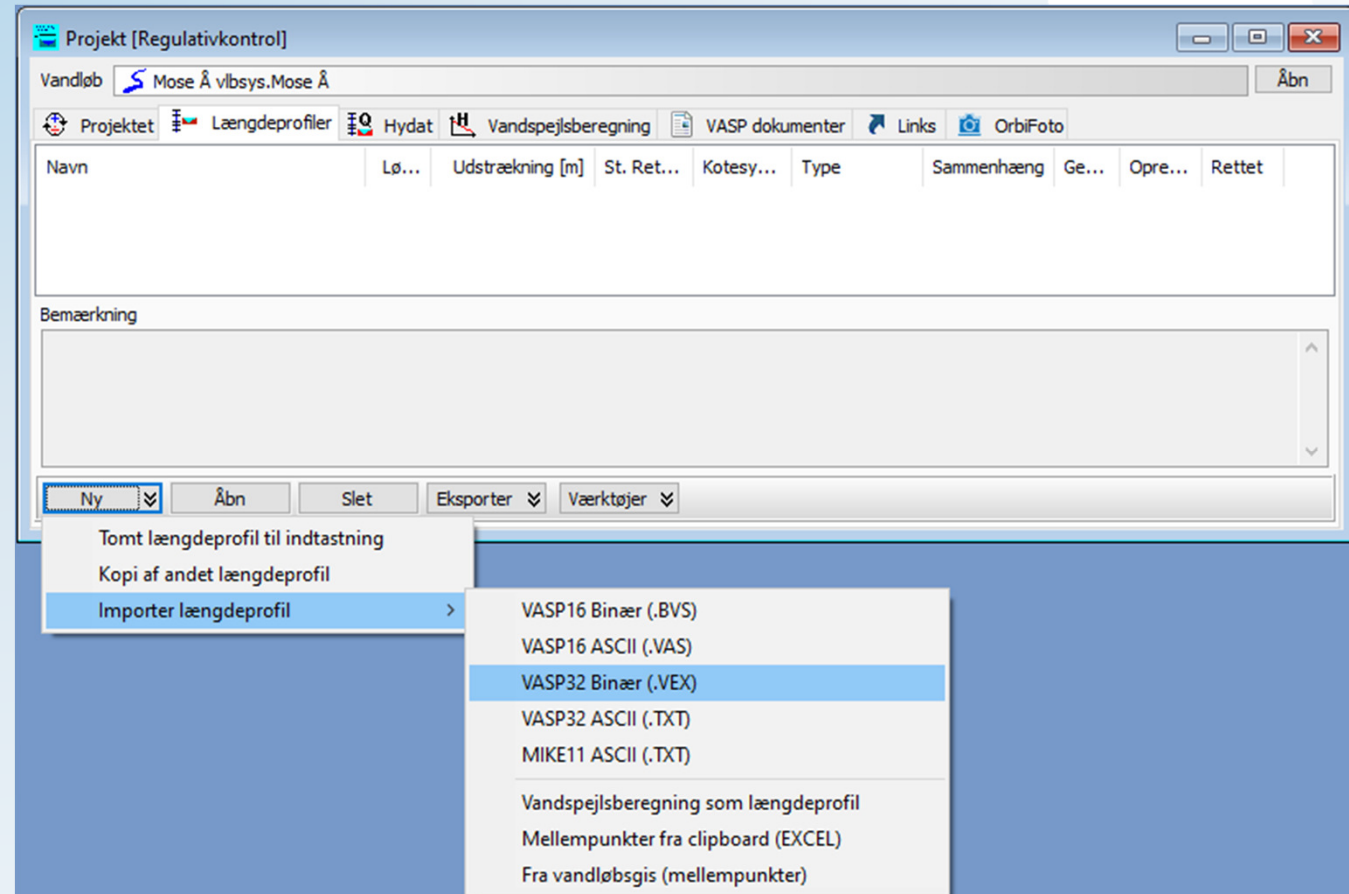 Projekt [Regulativkontrol]
Vandløb Mose Å vlbsys.Mose Å Åbn
Projektet Længdeprofiler Hydat Vandspejlsberegning VASP dokumenter Links OrbiFoto
Navn Lø... Udstrækning [m] St. Ret... Kotesy... Type Sammenhæng Ge... Opre... Rettet
Bemærkning
Ny Åbn Slet Eksporter Værktøjer
Tomt længdeprofil til indtastning
Kopi af andet længdeprofil
Importer længdeprofil
VASP16 Binær (.BVS)
VASP16 ASCII (.VAS)
VASP32 Binær (.VEX)
VASP32 ASCII (.TXT)
MIKE11 ASCII (.TXT)
Vandspejlsberegning som længdeprofil
Mellempunkter fra clipboard (EXCEL)
Fra vandløbsgis (mellempunkter)